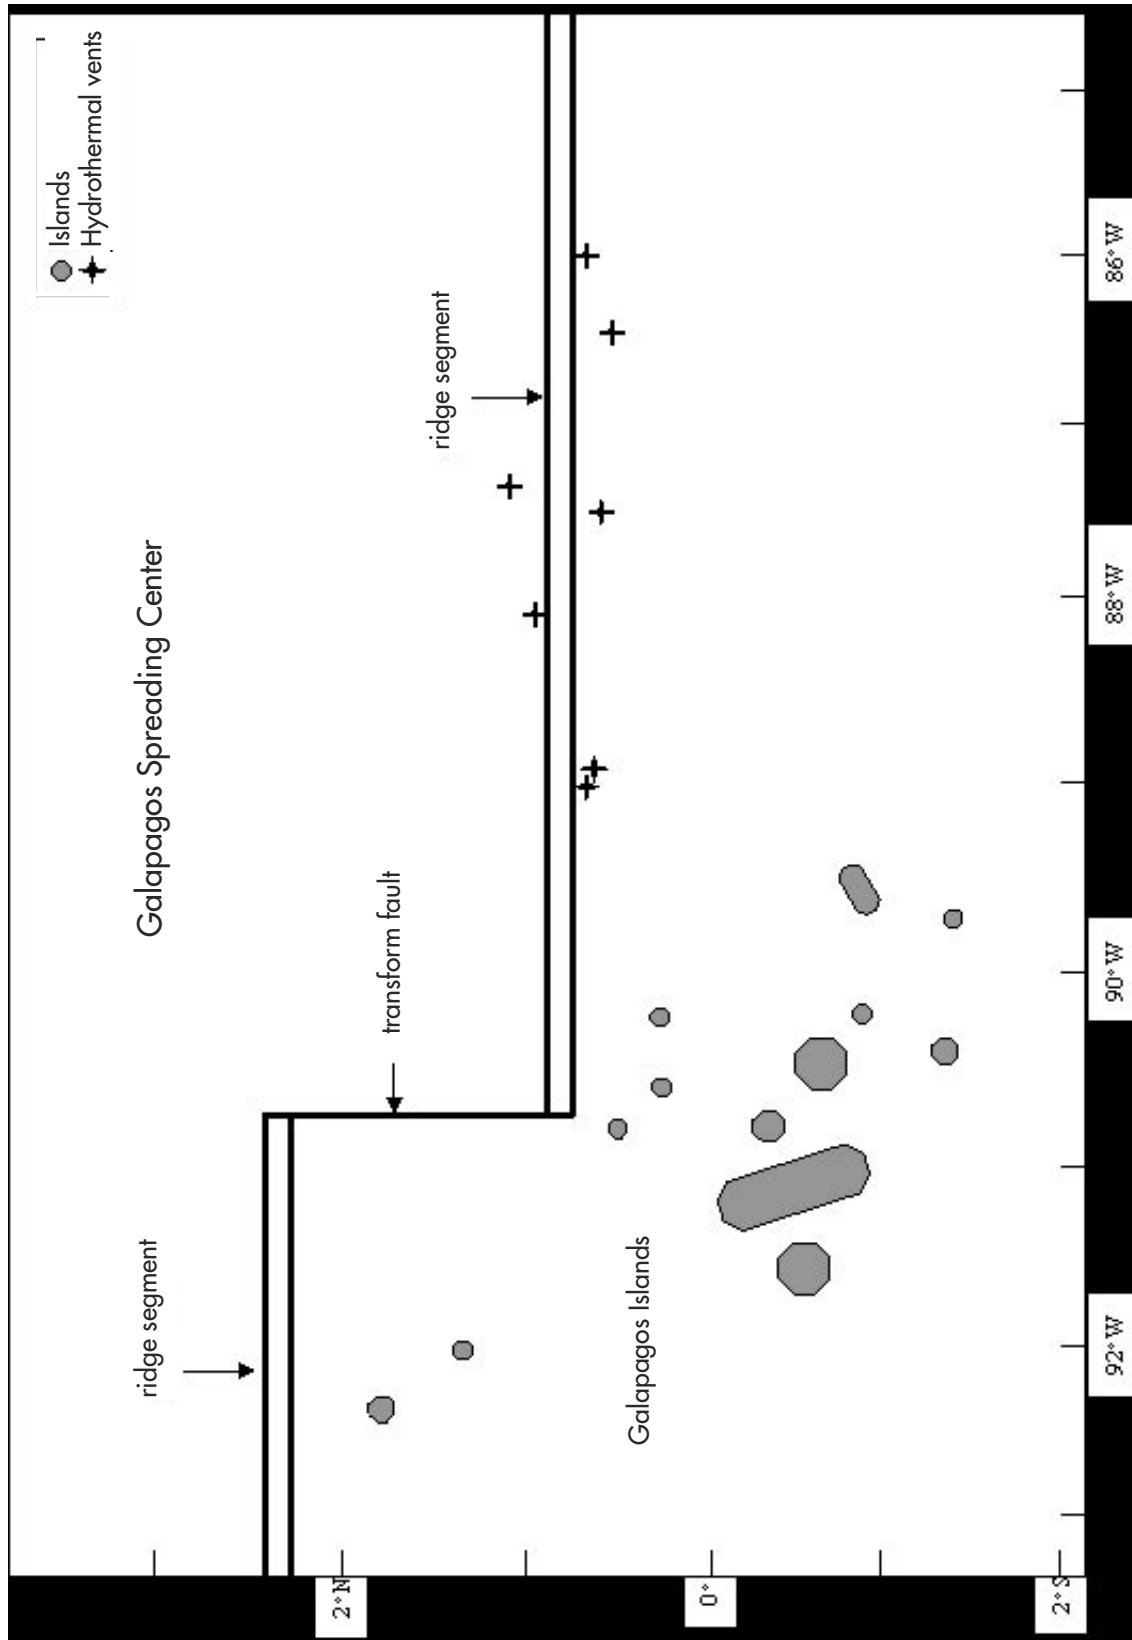 Islands
Hydrothermal vents
Galapagos Spreading Center
ridge segment
transform fault
ridge segment
Galapagos Islands
2°N
0°
2°S
92°W
90°W
88°W
86°W